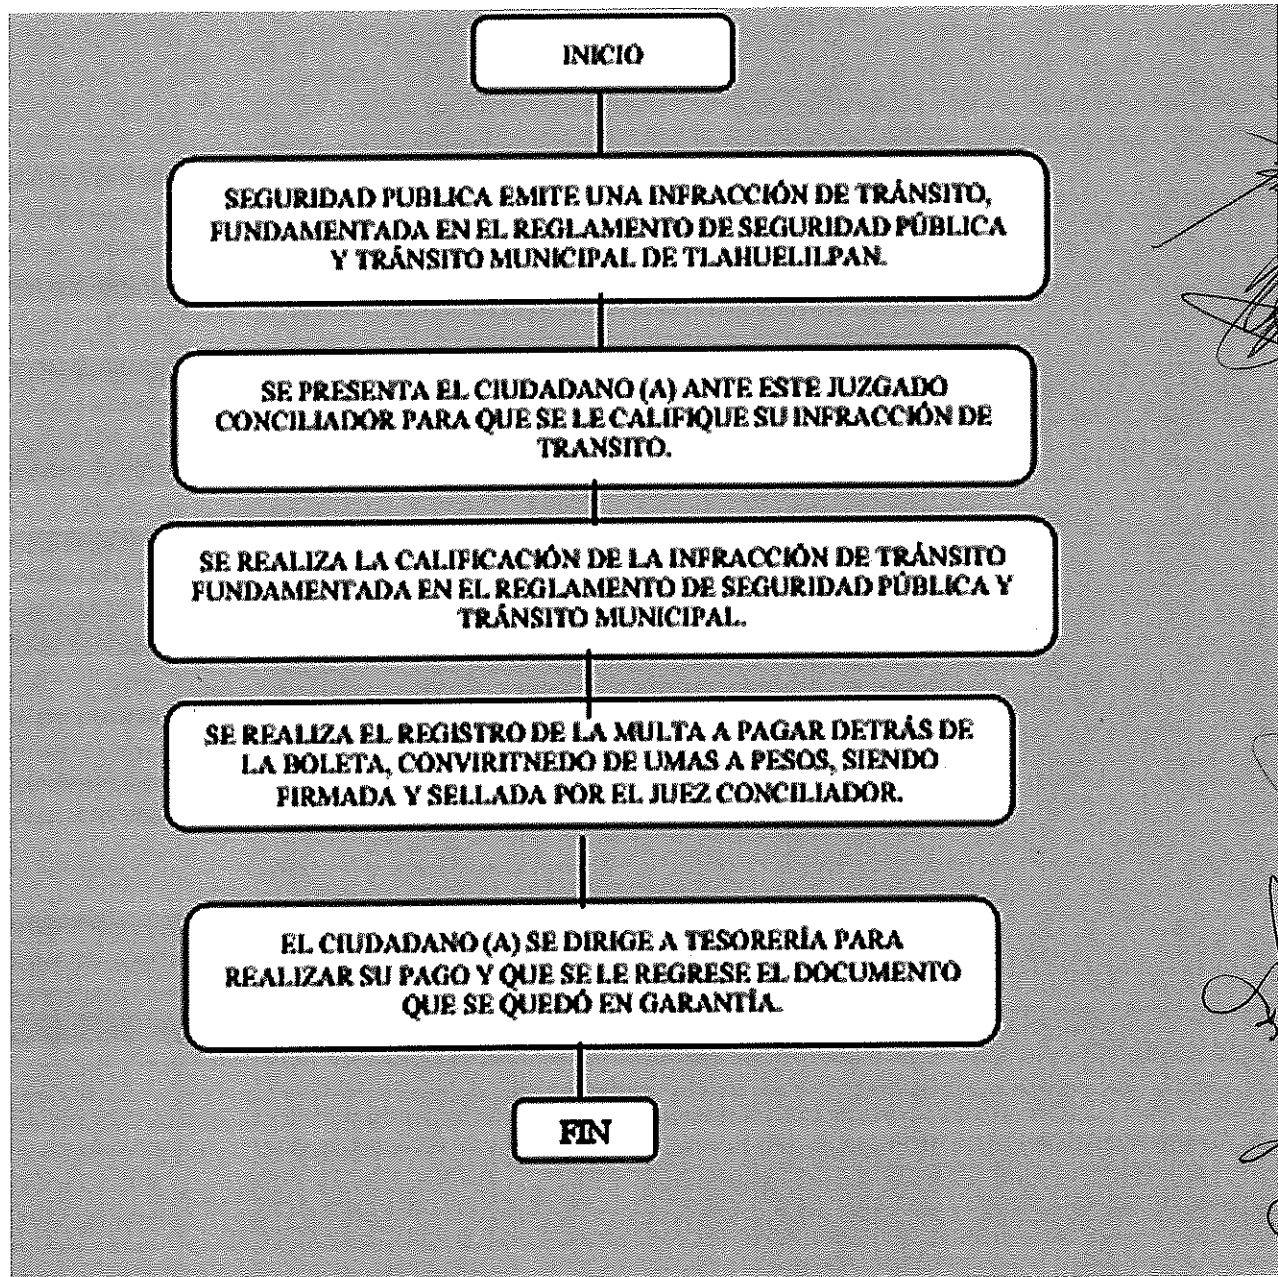 INICIO
SEGURIDAD PUBLICA EMITE UNA INFRACCIÓN DE TRÁNSITO,
FUNDAMENTADA EN EL REGLAMENTO DE SEGURIDAD PÚBLICA
Y TRÁNSITO MUNICIPAL DE TLAHUELILPAN.
SE PRESENTA EL CIUDADANO (A) ANTE ESTE JUZGADO
CONCILIADOR PARA QUE SE LE CALIFIQUE SU INFRACCIÓN DE
TRANSITO.
SE REALIZA LA CALIFICACIÓN DE LA INFRACCIÓN DE TRÁNSITO
FUNDAMENTADA EN EL REGLAMENTO DE SEGURIDAD PÚBLICA Y
TRÁNSITO MUNICIPAL.
SE REALIZA EL REGISTRO DE LA MULTA A PAGAR DETRÁS DE
LA BOLETA, CONVIRITNEDO DE UMAS A PESOS, SIENDO
FIRMADA Y SELLADA POR EL JUEZ CONCILIADOR.
EL CIUDADANO (A) SE DIRIGE A TESORERÍA PARA
REALIZAR SU PAGO Y QUE SE LE REGRESE EL DOCUMENTO
QUE SE QUEDÓ EN GARANTÍA.
FIN